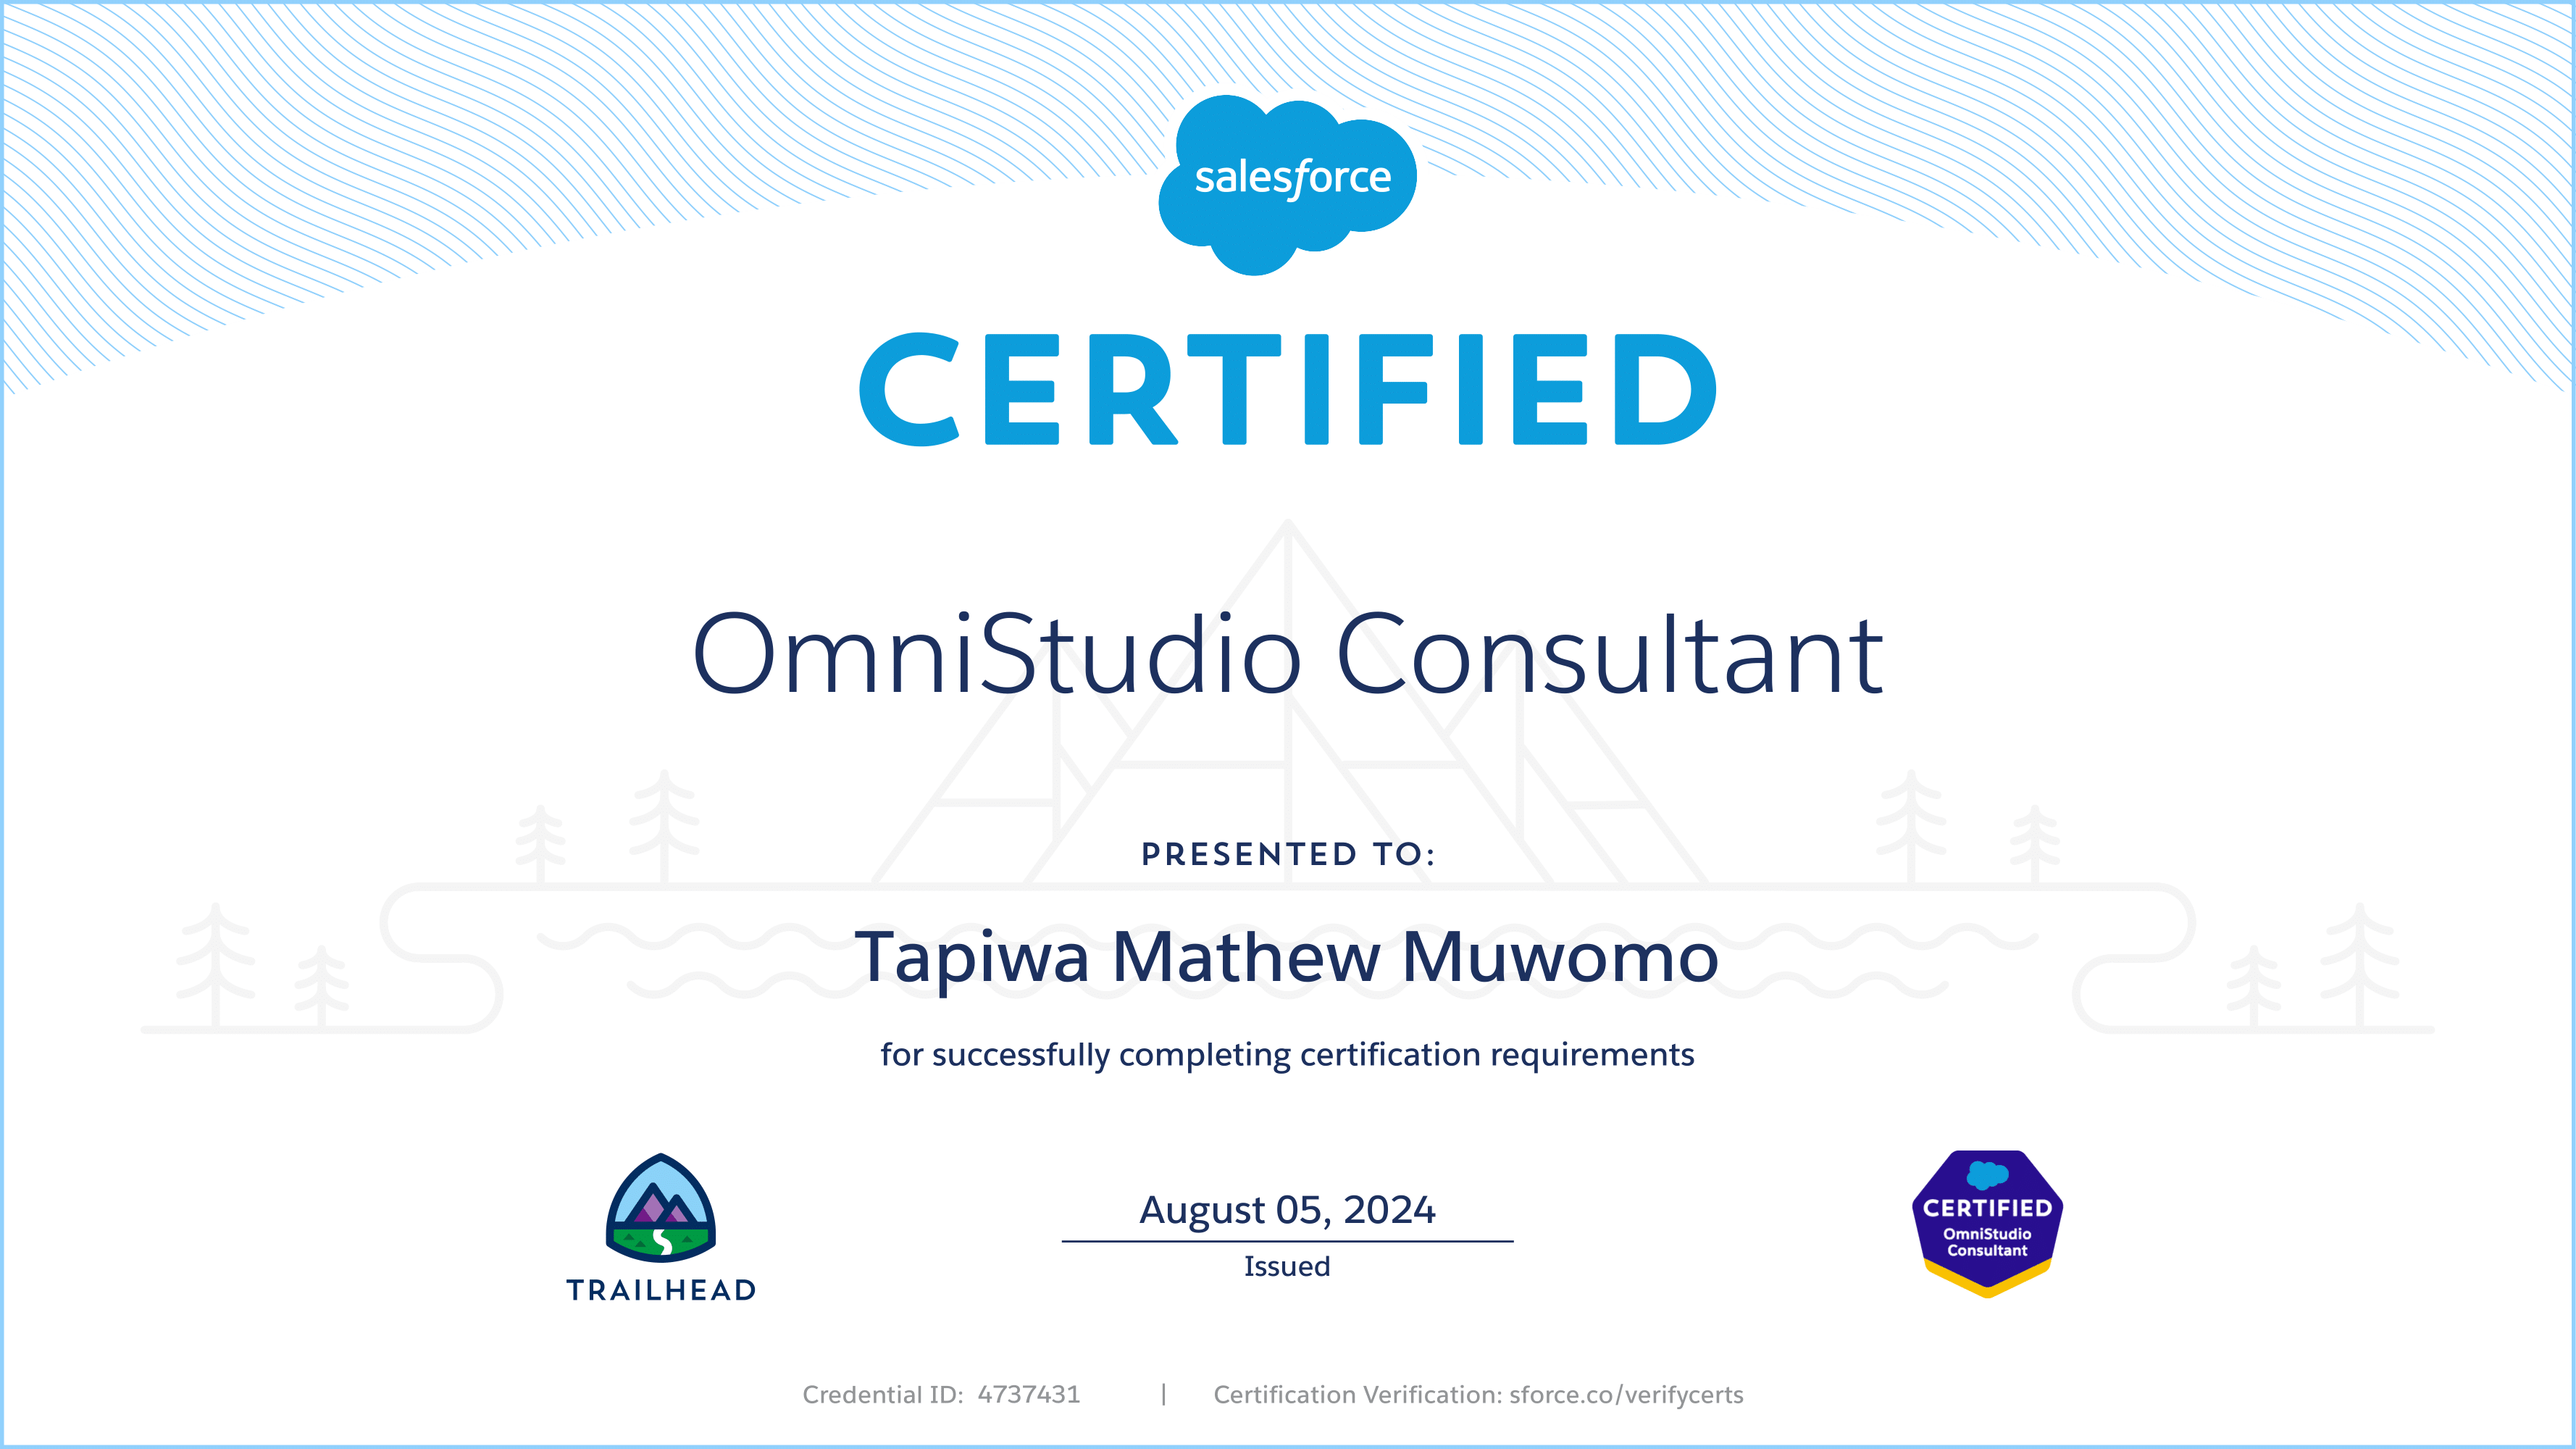 salesforce
CERTIFIED
OmniStudio Consultant
PRESENTED TO:
Tapiwa Mathew Muwomo
for successfully completing certification requirements
TRAILHEAD
August 05, 2024
Issued
CERTIFIED
OmniStudio
Consultant
Credential ID: 4737431 | Certification Verification: sforce.co/verifycerts